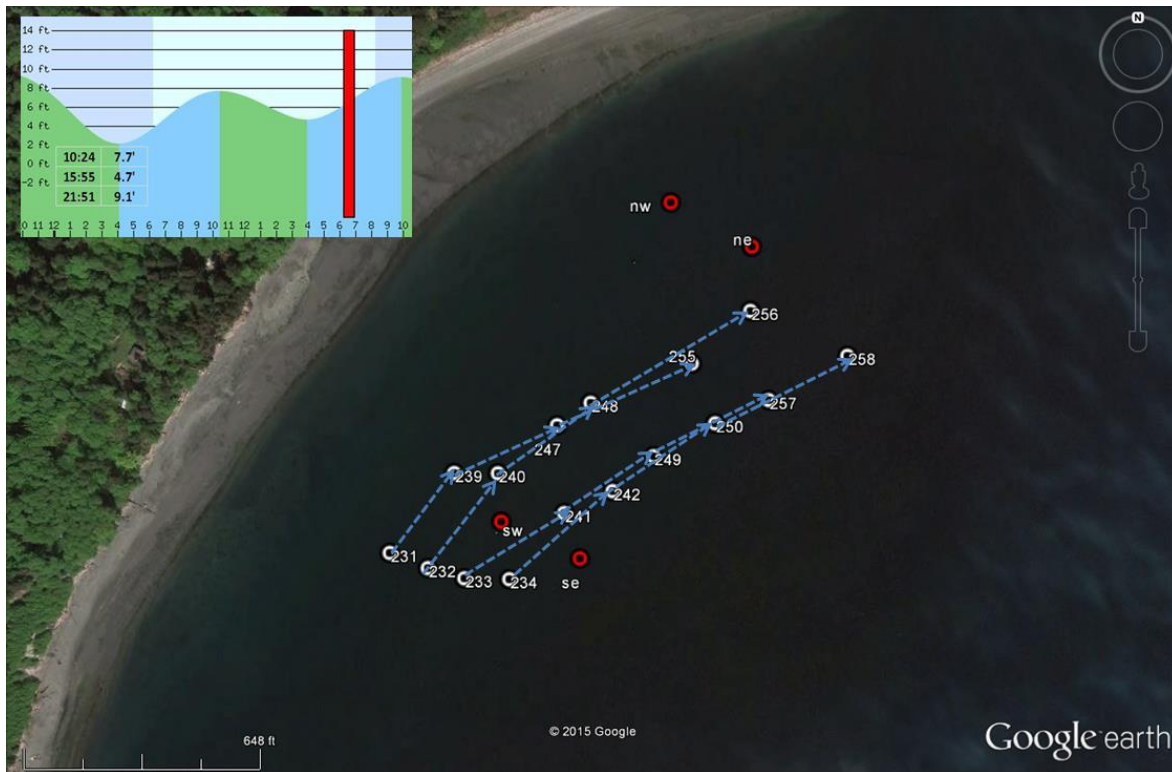 14 ft
12 ft
10 ft
8 ft
6 ft
4 ft
2 ft
0 ft
-2 ft
10:24 7.7'
15:55 4.7'
21:51 9.1'
0 11 12 1 2 3 4 5 6 7 8 9 10 11 12 1 2 3 4 5 6 7 8 9 10
N
nw
ne
256
255
258
248
257
247
250
239
240
249
242
241
sw
231
232
233
234
se
648 ft
© 2015 Google
Google earth